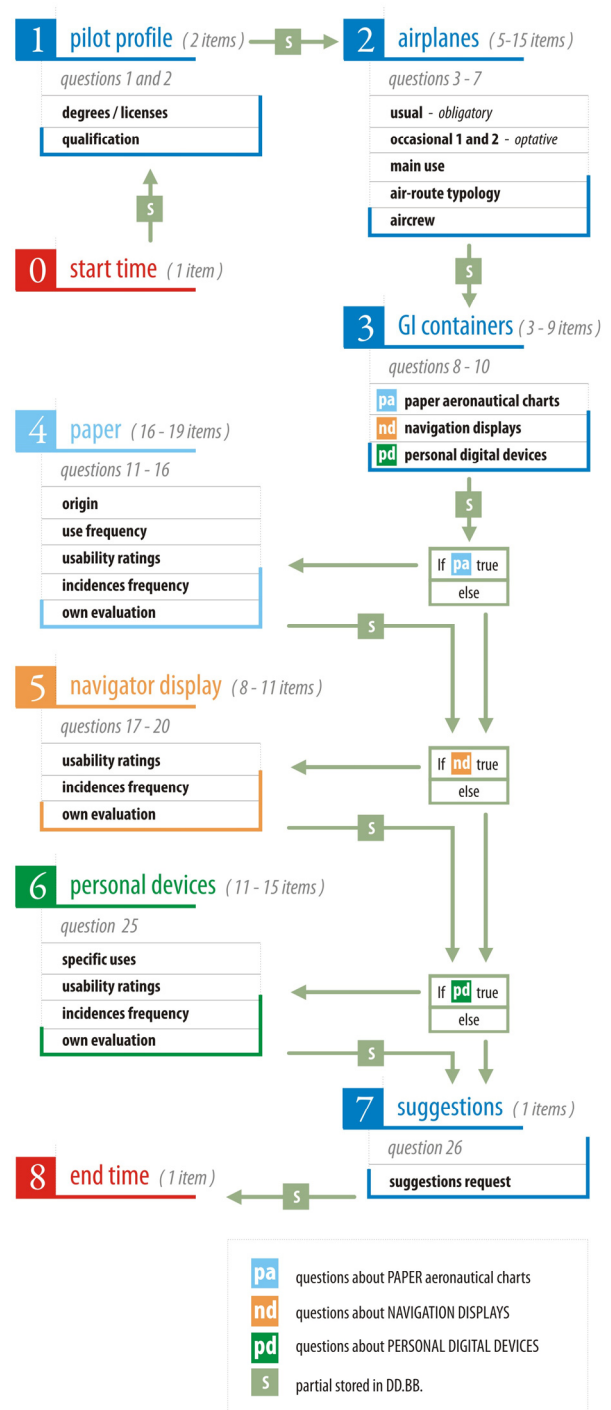 1 pilot profile ( 2 items )
questions 1 and 2
degrees / licenses
qualification
S
2 airplanes ( 5-15 items )
questions 3 - 7
usual - obligatory
occasional 1 and 2 - optative
main use
air-route typology
aircrew
S
0 start time ( 1 item )
S
3 GI containers ( 3 - 9 items )
questions 8 - 10
pa paper aeronautical charts
nd navigation displays
pd personal digital devices
S
4 paper ( 16 - 19 items )
questions 11 - 16
origin
use frequency
usability ratings
incidences frequency
own evaluation
If pa true
else
S
5 navigator display ( 8 - 11 items )
questions 17 - 20
usability ratings
incidences frequency
own evaluation
If nd true
else
S
6 personal devices ( 11 - 15 items )
question 25
specific uses
usability ratings
incidences frequency
own evaluation
If pd true
else
S
7 suggestions ( 1 items )
question 26
suggestions request
8 end time ( 1 item )
S
pa questions about PAPER aeronautical charts
nd questions about NAVIGATION DISPLAYS
pd questions about PERSONAL DIGITAL DEVICES
S partial stored in DD.BB.